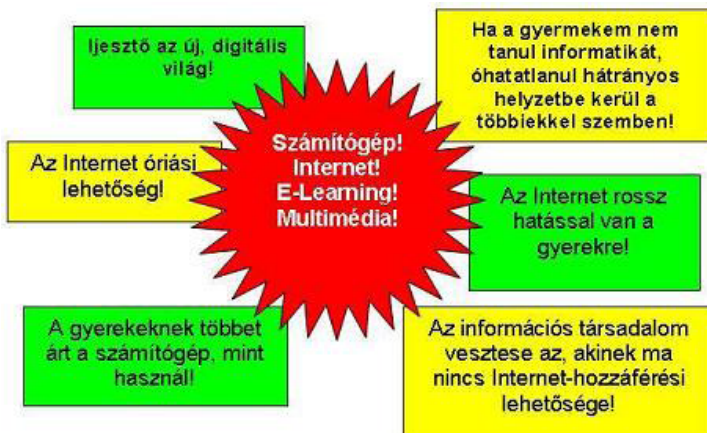 Ijesztő az új, digitális
világ!
Ha a gyermekem nem
tanul informatikát,
óhatatlanul hátrányos
helyzetbe kerül a
többiekkel szemben!
Számítógép!
Internet!
E-Learning!
Multimédia!
Az Internet óriási
lehetőség!
Az Internet rossz
hatással van a
gyerekre!
A gyerekeknek többet
árt a számítógép, mint
használ!
Az információs társadalom
vesztese az, akinek ma
nincs Internet-hozzáférési
lehetősége!